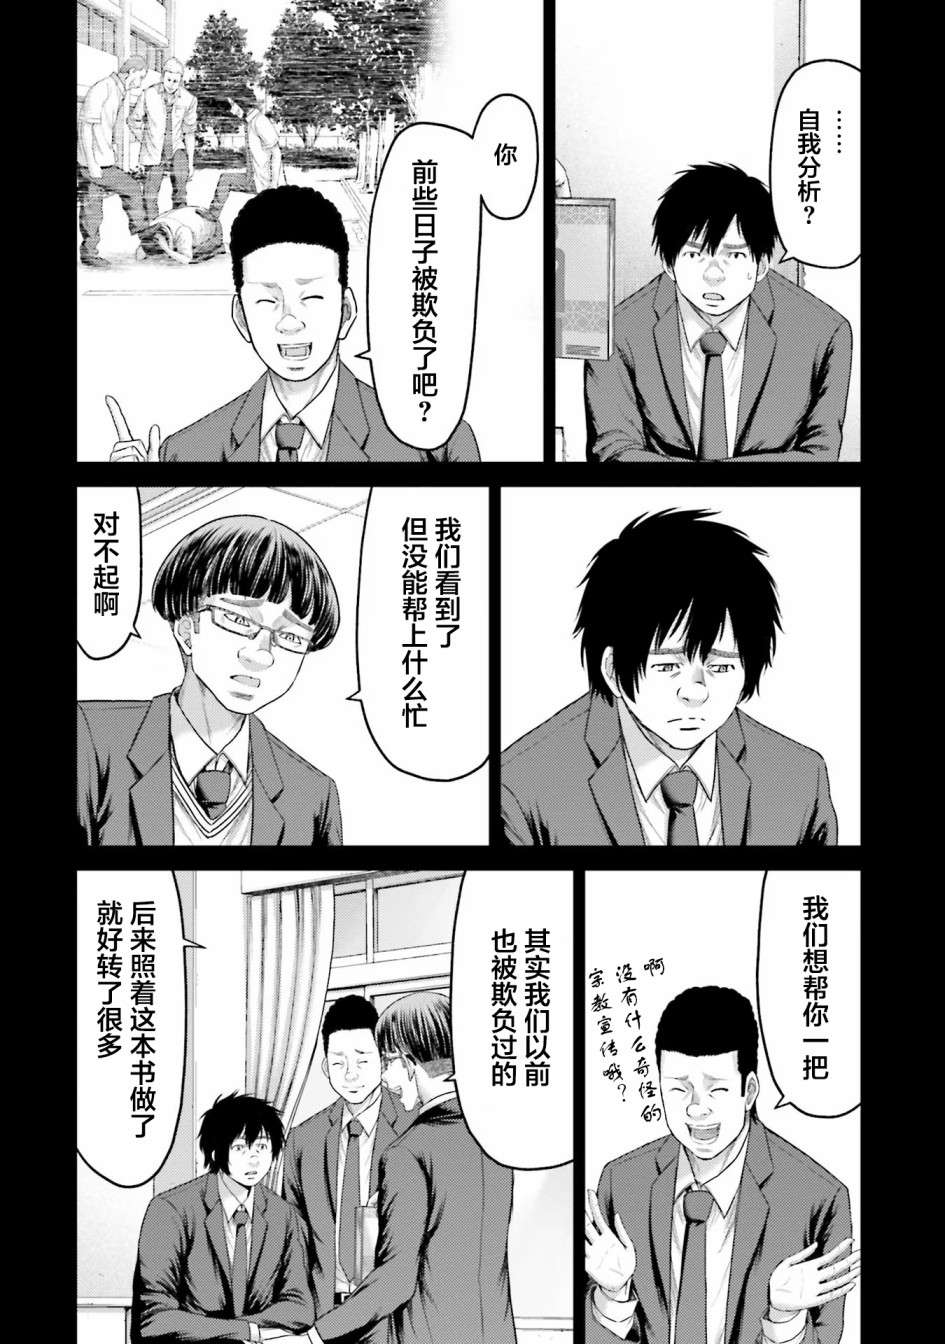 ……
自我分析？
你
前些日子被欺负了吧？
我们看到了
但没能帮上什么忙
对不起啊
我们想帮你一把
啊
没有什么奇怪的
宗教宣传哦？
其实我们以前
也被欺负过的
后来照着这本书做了
就好转了很多